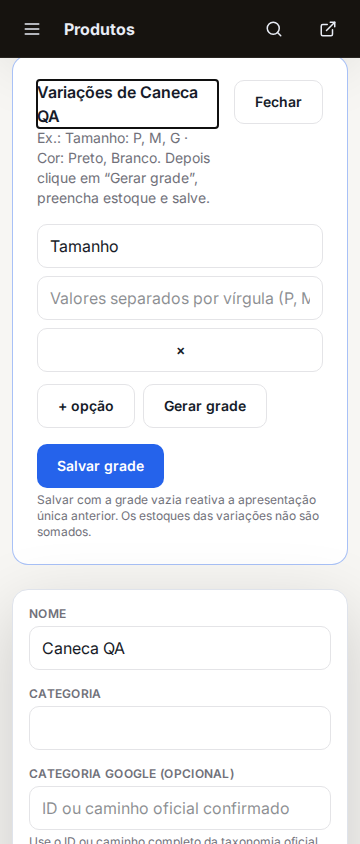 Produtos
Variações de Caneca
QA
Fechar
Ex.: Tamanho: P, M, G ·
Cor: Preto, Branco. Depois
clique em “Gerar grade”,
preencha estoque e salve.
Tamanho
Valores separados por vírgula (P, M
×
+ opção
Gerar grade
Salvar grade
Salvar com a grade vazia reativa a apresentação
única anterior. Os estoques das variações não são
somados.
NOME
Caneca QA
CATEGORIA
CATEGORIA GOOGLE (OPCIONAL)
ID ou caminho oficial confirmado
Use o ID ou caminho completo da taxonomia oficial